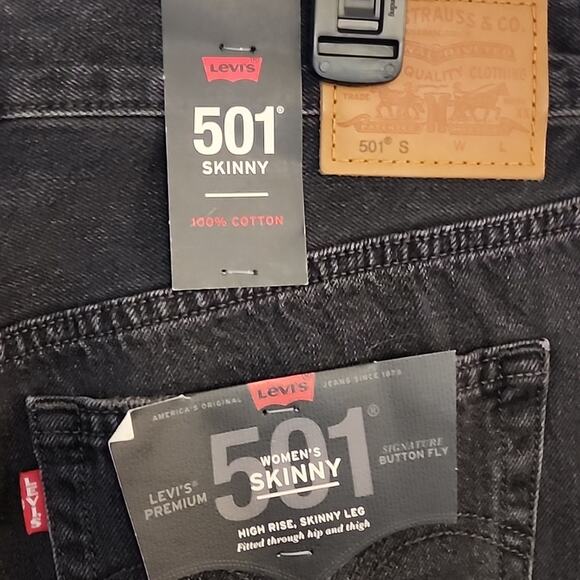 Levi's
501®
SKINNY
100% COTTON
STRAUSS & CO.
QUALITY CLOTHING
TRADE
501® S W L
Levi's
AMERICA'S ORIGINAL
JEANS SINCE 1873
501®
WOMEN'S
SKINNY
LEVI'S®
PREMIUM
SIGNATURE
BUTTON FLY
HIGH RISE, SKINNY LEG
Fitted through hip and thigh
LEVI'S